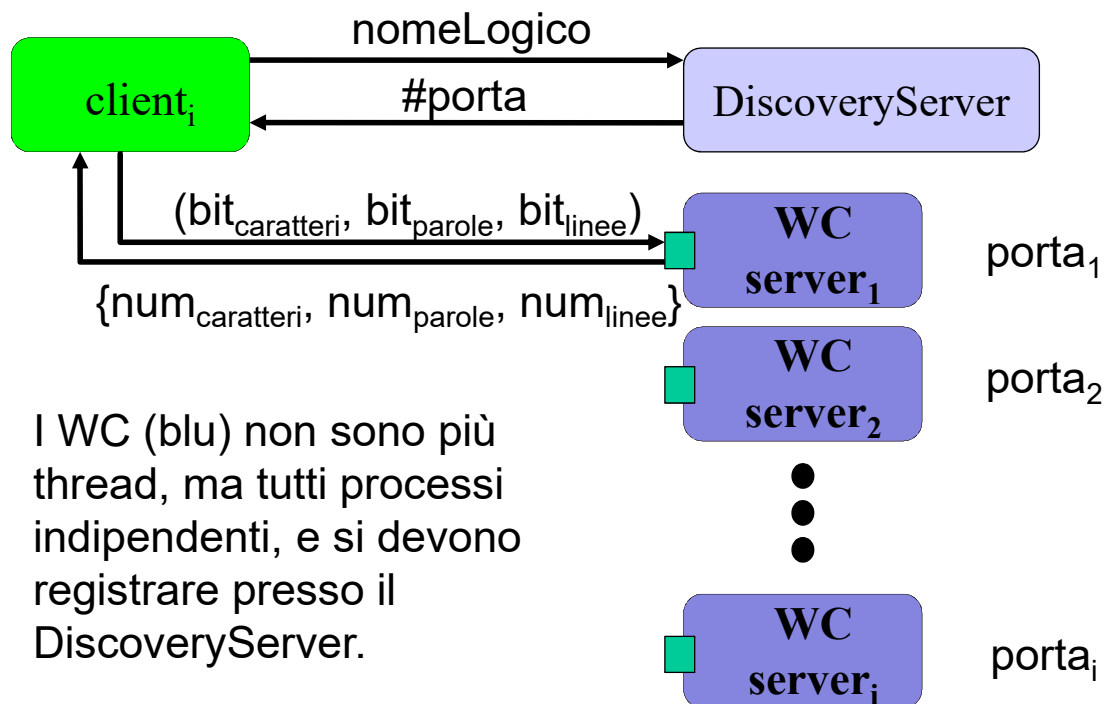 nomeLogico
client_i
#porta
DiscoveryServer
(bit_caratteri, bit_parole, bit_linee)
{num_caratteri, num_parole, num_linee}
WC
server_1
porta_1
WC
server_2
porta_2
I WC (blu) non sono più
thread, ma tutti processi
indipendenti, e si devono
registrare presso il
DiscoveryServer.
WC
server_i
porta_i